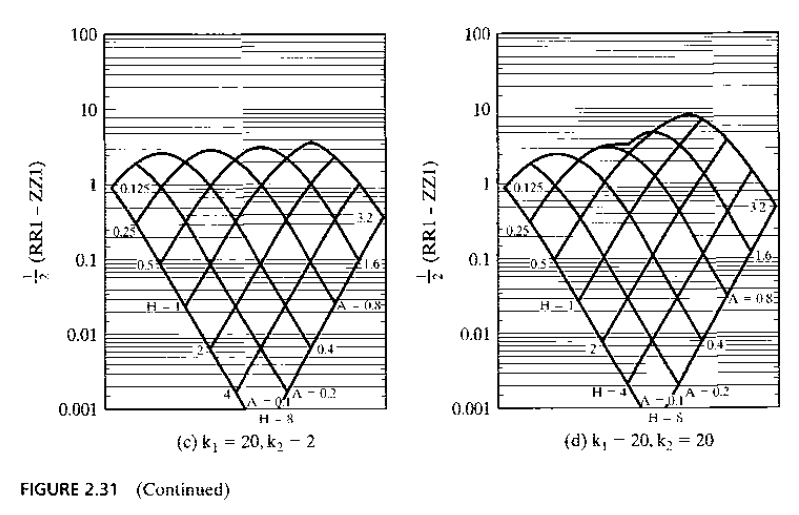 100
10
1
0.1
0.01
0.001
½ (RR1 – ZZ1)
0.125
0.25
0.5
H – 1
2
4
H – 8
A – 0.1
A – 0.2
0.4
A – 0.8
1.6
3.2
(c) k₁ = 20, k₂ – 2
100
10
1
0.1
0.01
0.001
½ (RR1 - ZZ1)
0.125
0.25
0.5
H – 1
2
H – 4
H – 8
A – 0.1
A – 0.2
0.4
A – 0.8
1.6
3.2
(d) k₁ – 20, k₂ = 20
FIGURE 2.31 (Continued)